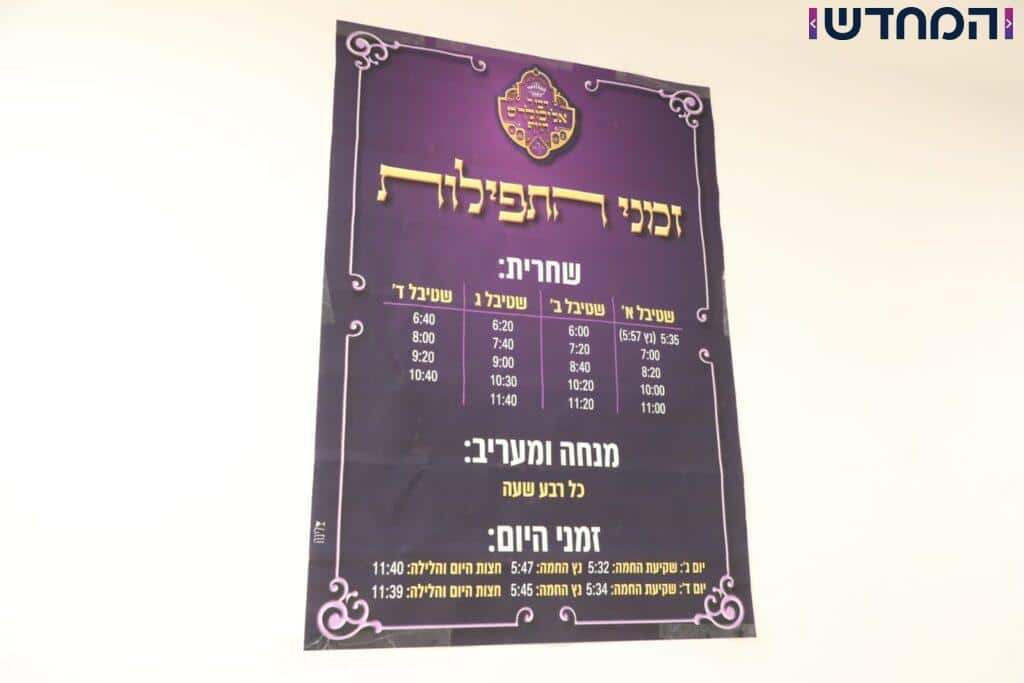 המחדש
זמני התפילות
שחרית:
שטיבל א' שטיבל ב' שטיבל ג שטיבל ד'
5:35 (נץ 5:57) 6:00 6:20 6:40
7:00 7:20 7:40 8:00
8:20 8:40 9:00 9:20
10:00 10:20 10:30 10:40
11:00 11:20 11:40
מנחה ומעריב:
כל רבע שעה
זמני היום:
יום ג': שקיעת החמה: 5:32 נץ החמה: 5:47 חצות היום והלילה: 11:40
יום ד': שקיעת החמה: 5:34 נץ החמה: 5:45 חצות היום והלילה: 11:39